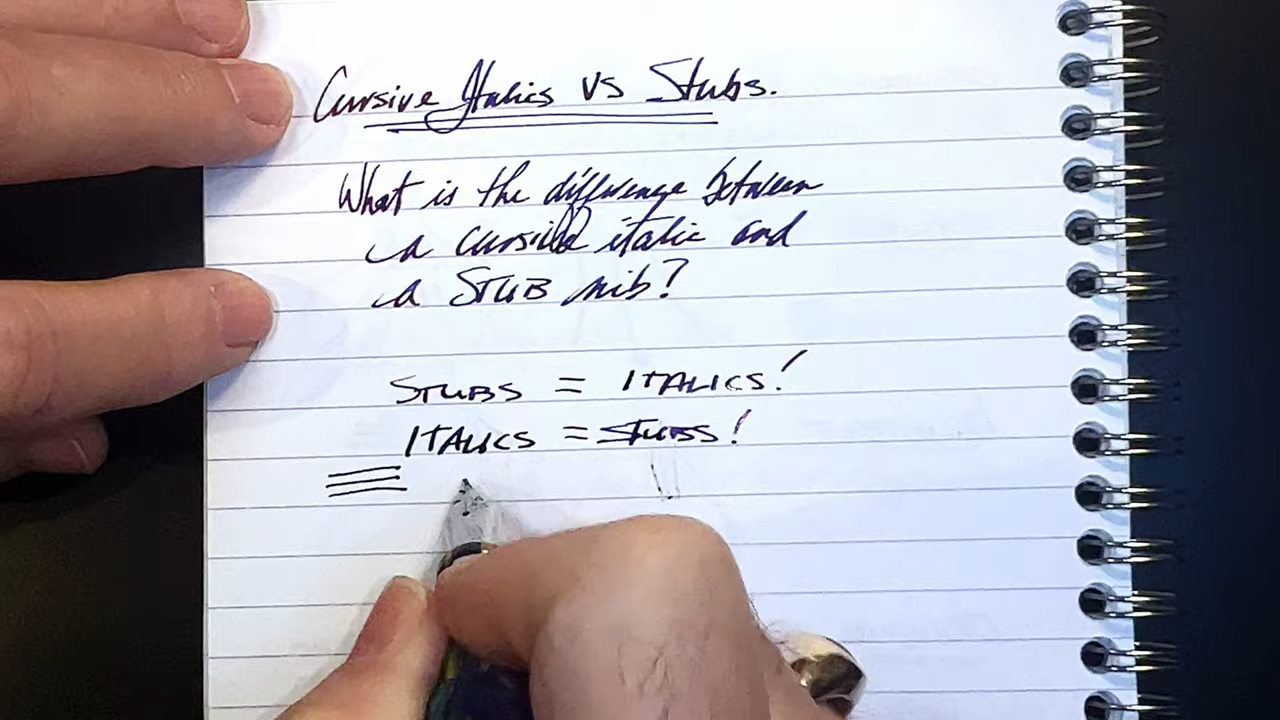 Cursive Italics vs Stubs.
What is the difference between
a cursive italic and
a STUB nib?
STUBS = ITALICS!
ITALICS = STUBS!